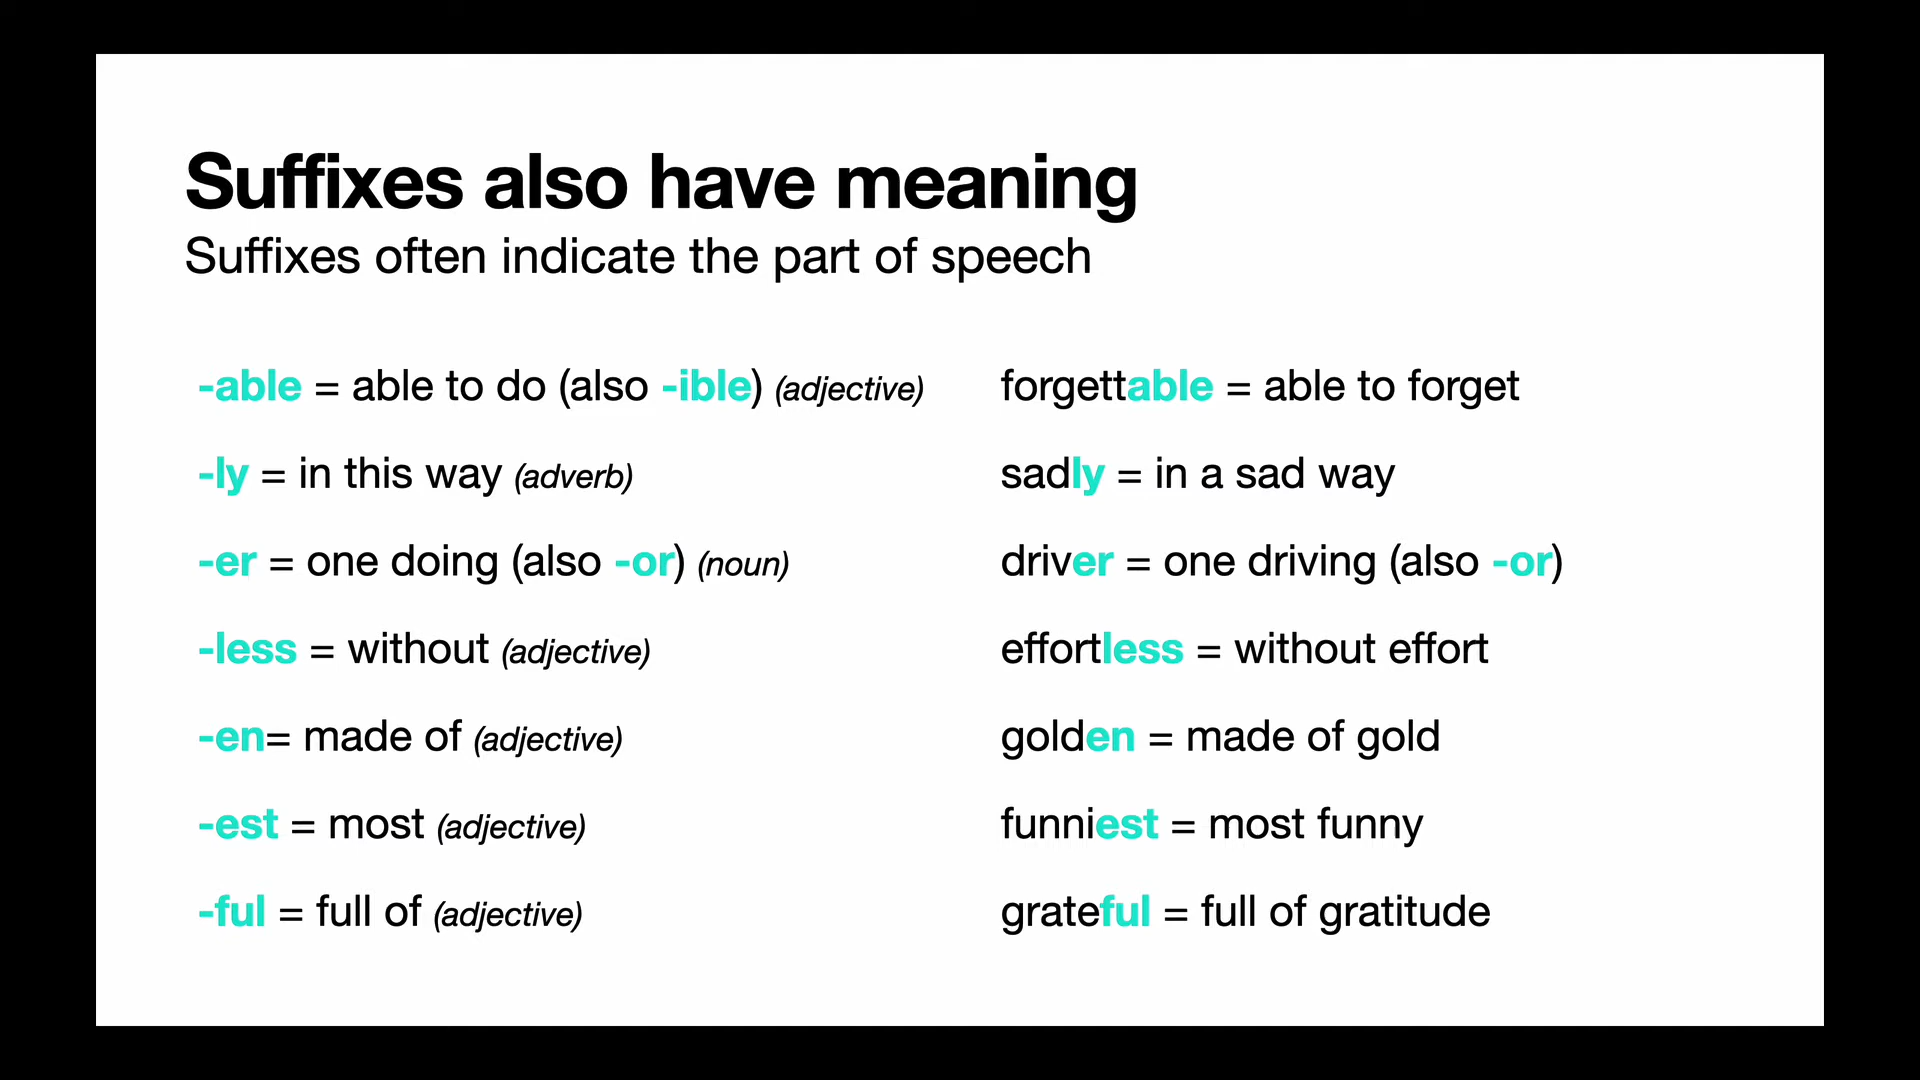 Suffixes also have meaning
Suffixes often indicate the part of speech
-able = able to do (also -ible) (adjective)
-ly = in this way (adverb)
-er = one doing (also -or) (noun)
-less = without (adjective)
-en= made of (adjective)
-est = most (adjective)
-ful = full of (adjective)
forgettable = able to forget
sadly = in a sad way
driver = one driving (also -or)
effortless = without effort
golden = made of gold
funniest = most funny
grateful = full of gratitude